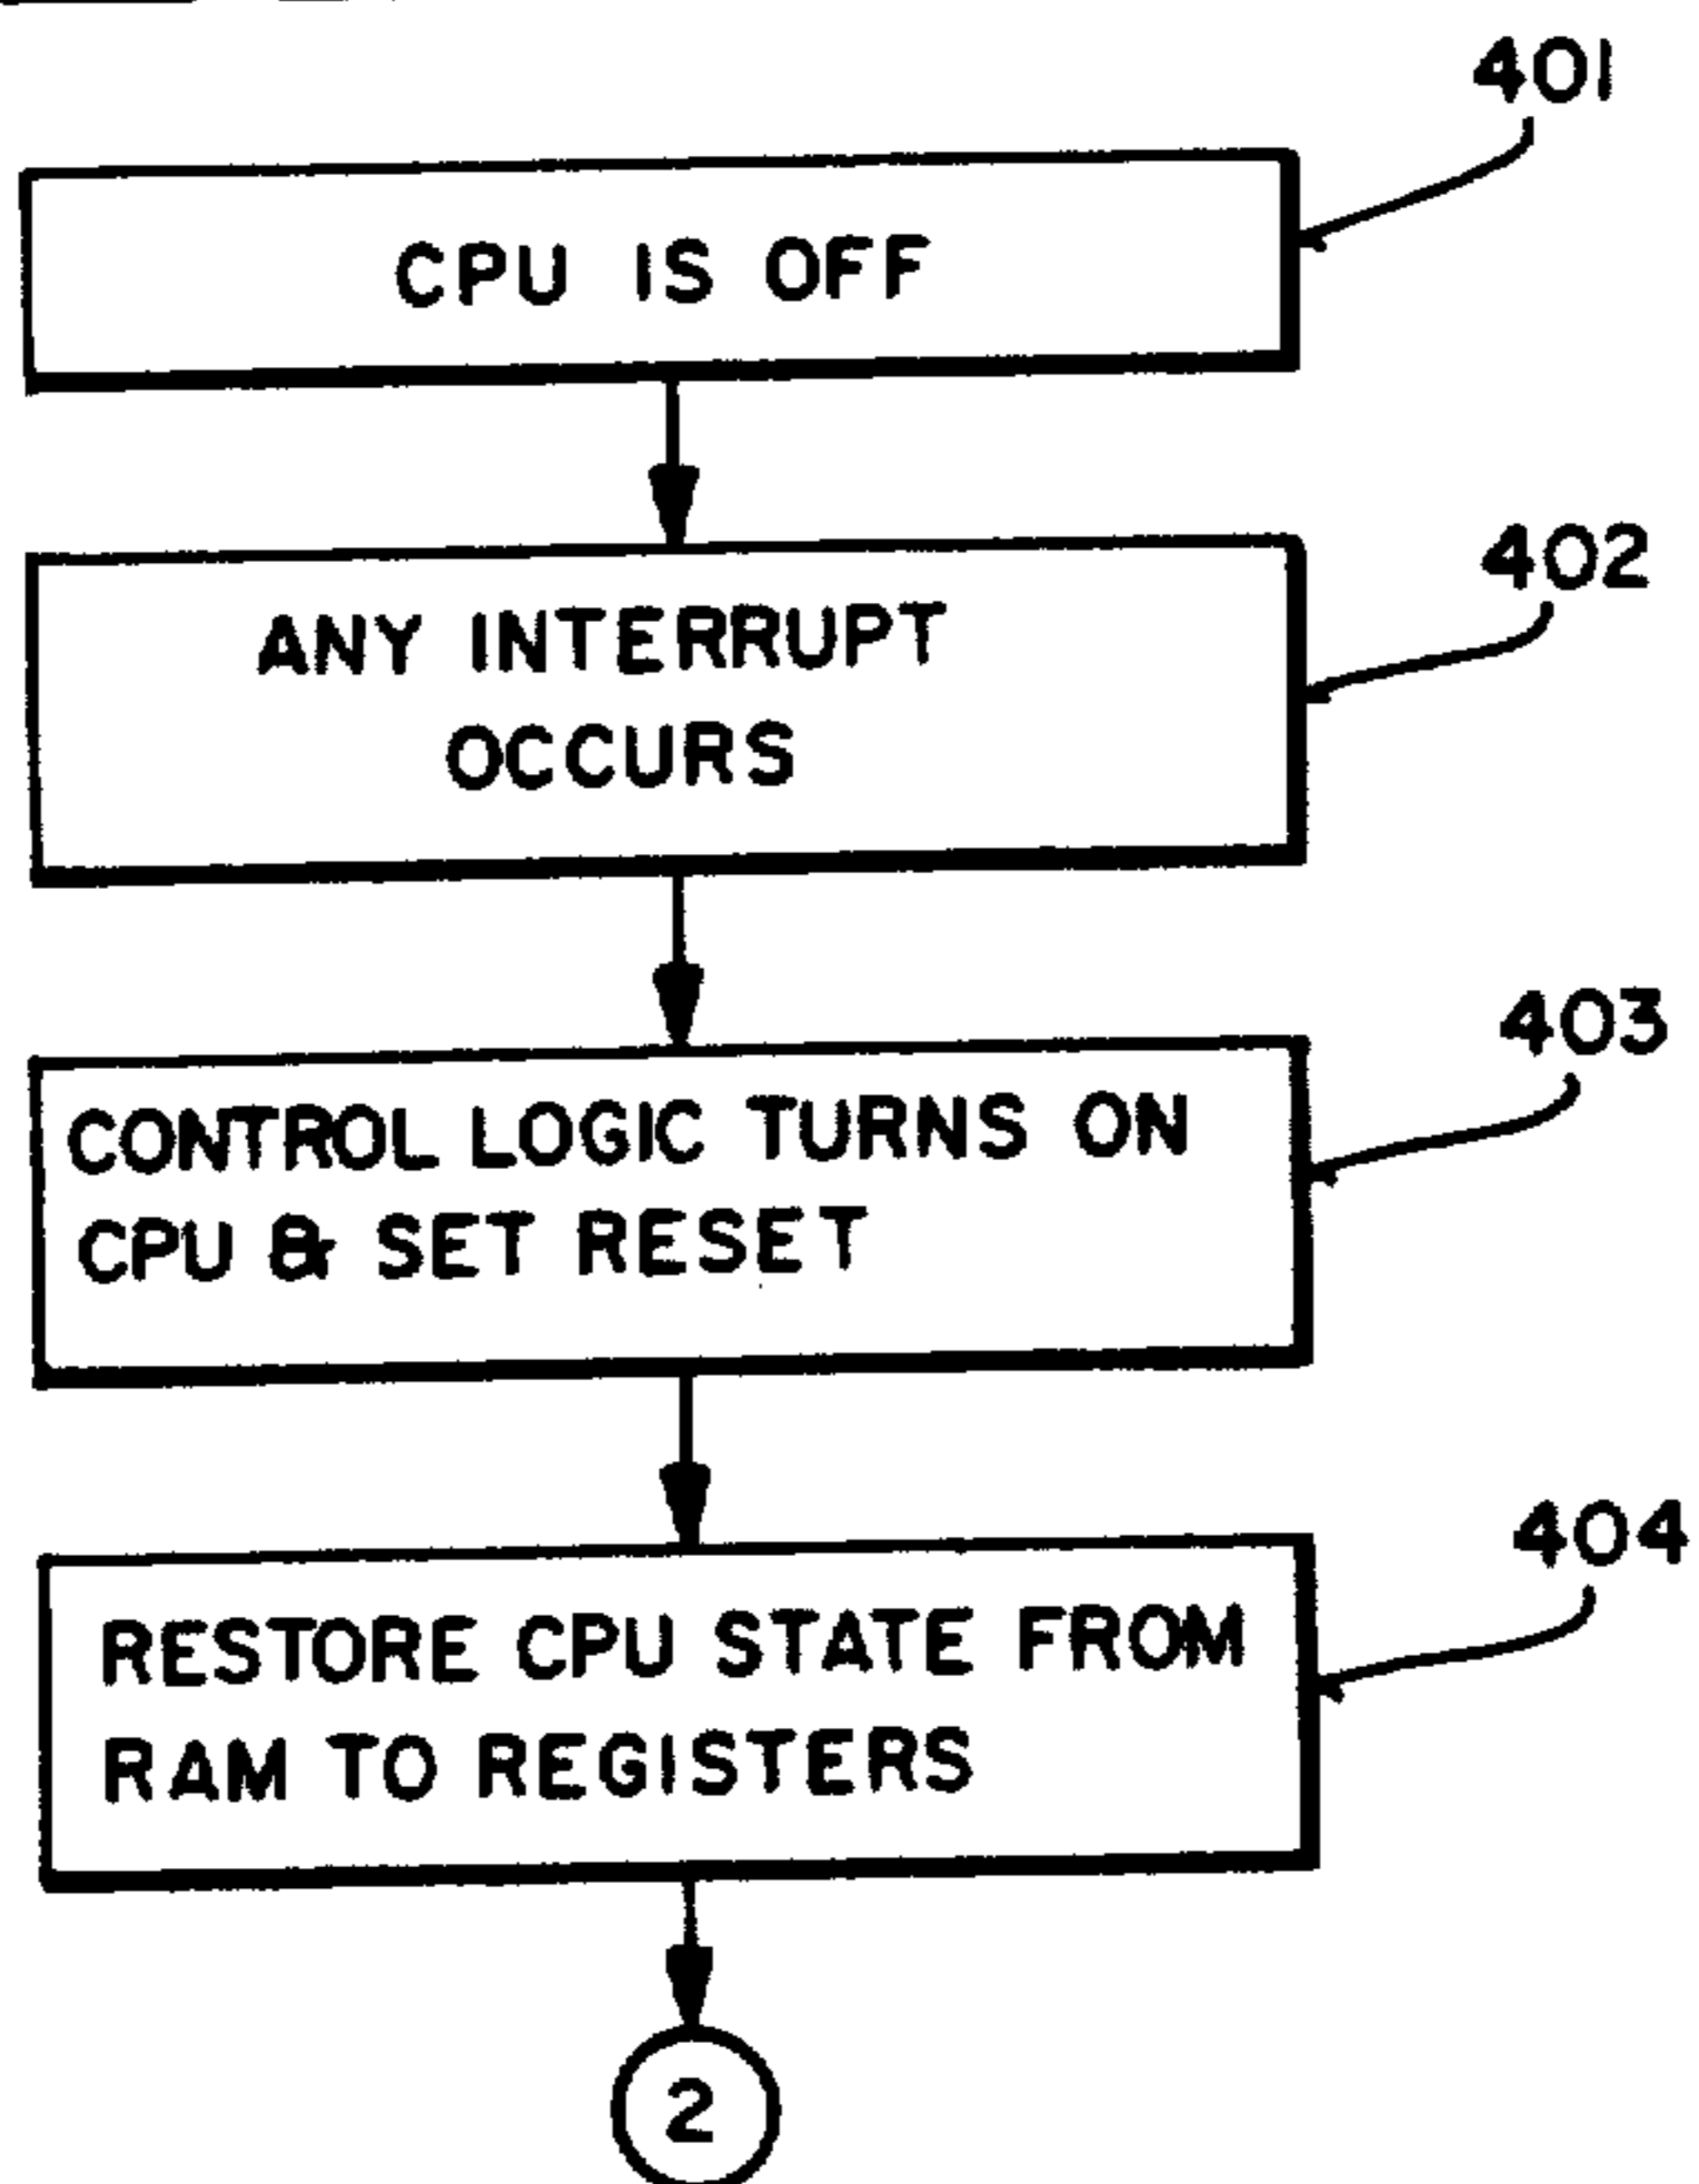 401
CPU IS OFF
402
ANY INTERRUPT
OCCURS
403
CONTROL LOGIC TURNS ON
CPU & SET RESET
404
RESTORE CPU STATE FROM
RAM TO REGISTERS
2